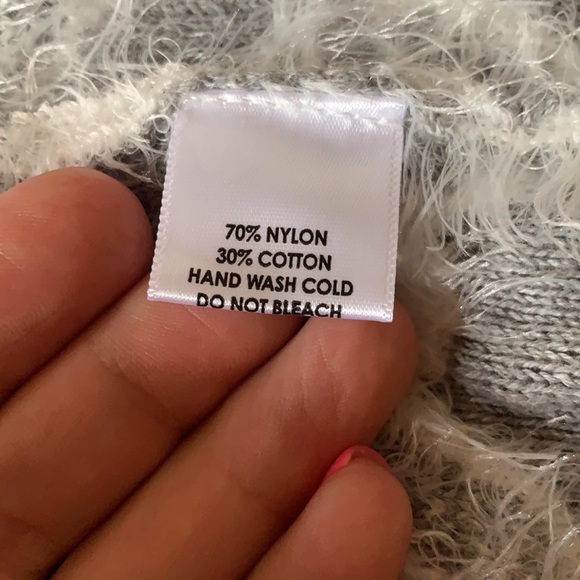 70% NYLON
30% COTTON
HAND WASH COLD
DO NOT BLEACH